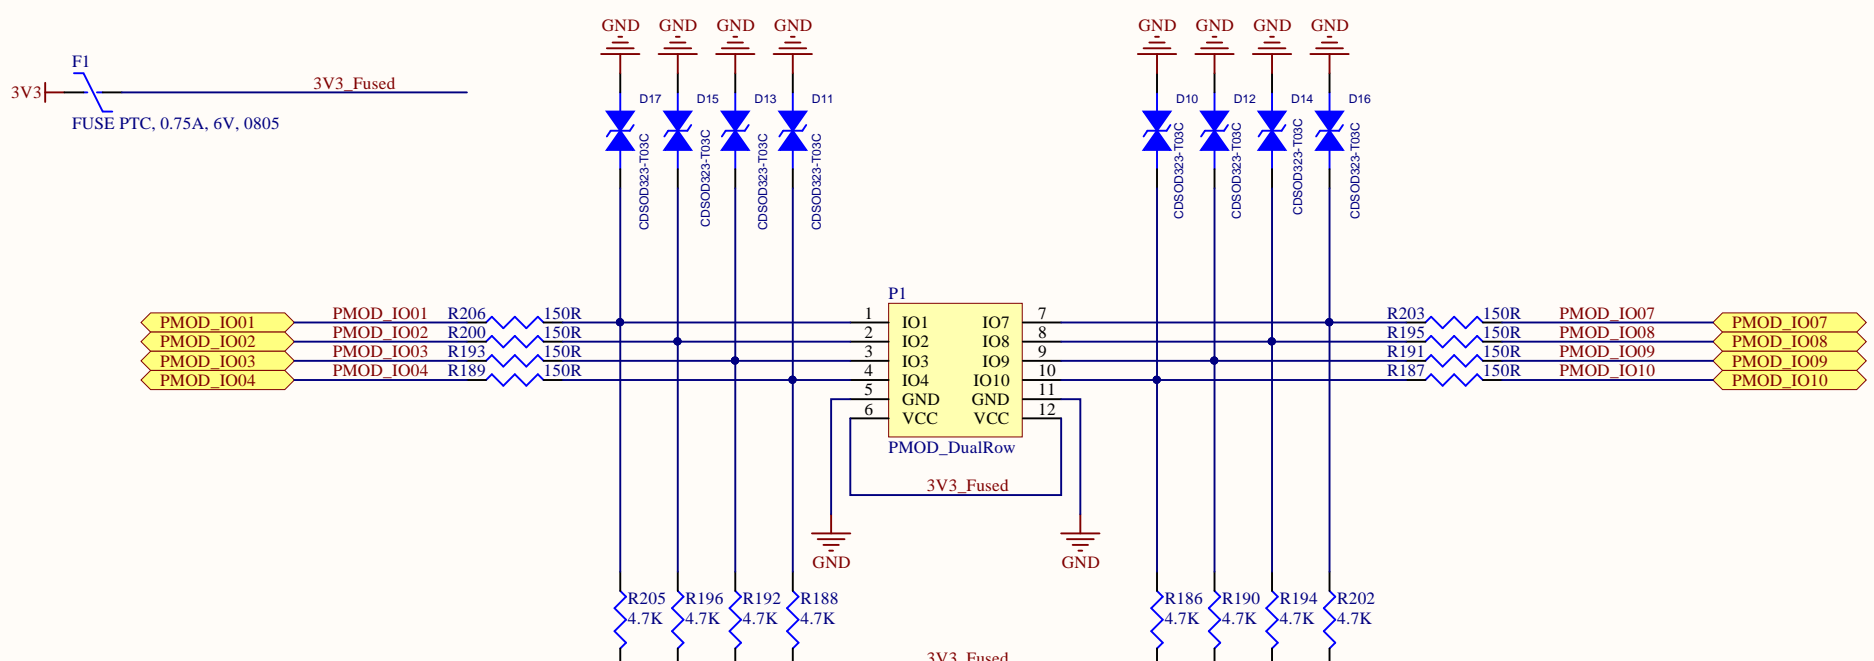 GND GND GND GND GND GND GND GND
F1
3V3 3V3_Fused
FUSE PTC, 0.75A, 6V, 0805
D17 D15 D13 D11 D10 D12 D14 D16
CDSOD323-T03C CDSOD323-T03C CDSOD323-T03C CDSOD323-T03C CDSOD323-T03C CDSOD323-T03C CDSOD323-T03C CDSOD323-T03C
P1
PMOD_IO01 PMOD_IO01 R206 150R 1 IO1 IO7 7 R203 150R PMOD_IO07 PMOD_IO07
PMOD_IO02 PMOD_IO02 R200 150R 2 IO2 IO8 8 R195 150R PMOD_IO08 PMOD_IO08
PMOD_IO03 PMOD_IO03 R193 150R 3 IO3 IO9 9 R191 150R PMOD_IO09 PMOD_IO09
PMOD_IO04 PMOD_IO04 R189 150R 4 IO4 IO10 10 R187 150R PMOD_IO10 PMOD_IO10
5 GND GND 11
6 VCC VCC 12
PMOD_DualRow
3V3_Fused
GND GND
R205 R196 R192 R188 R186 R190 R194 R202
4.7K 4.7K 4.7K 4.7K 4.7K 4.7K 4.7K 4.7K
3V3_Fused